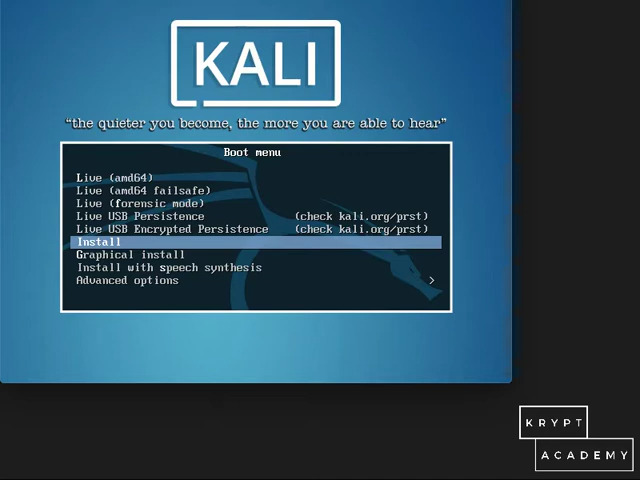 KALI
“the quieter you become, the more you are able to hear”
Boot menu
Live (amd64)
Live (amd64 failsafe)
Live (forensic mode)
Live USB Persistence (check kali.org/prst)
Live USB Encrypted Persistence (check kali.org/prst)
Install
Graphical install
Install with speech synthesis
Advanced options >
KRYPT
ACADEMY